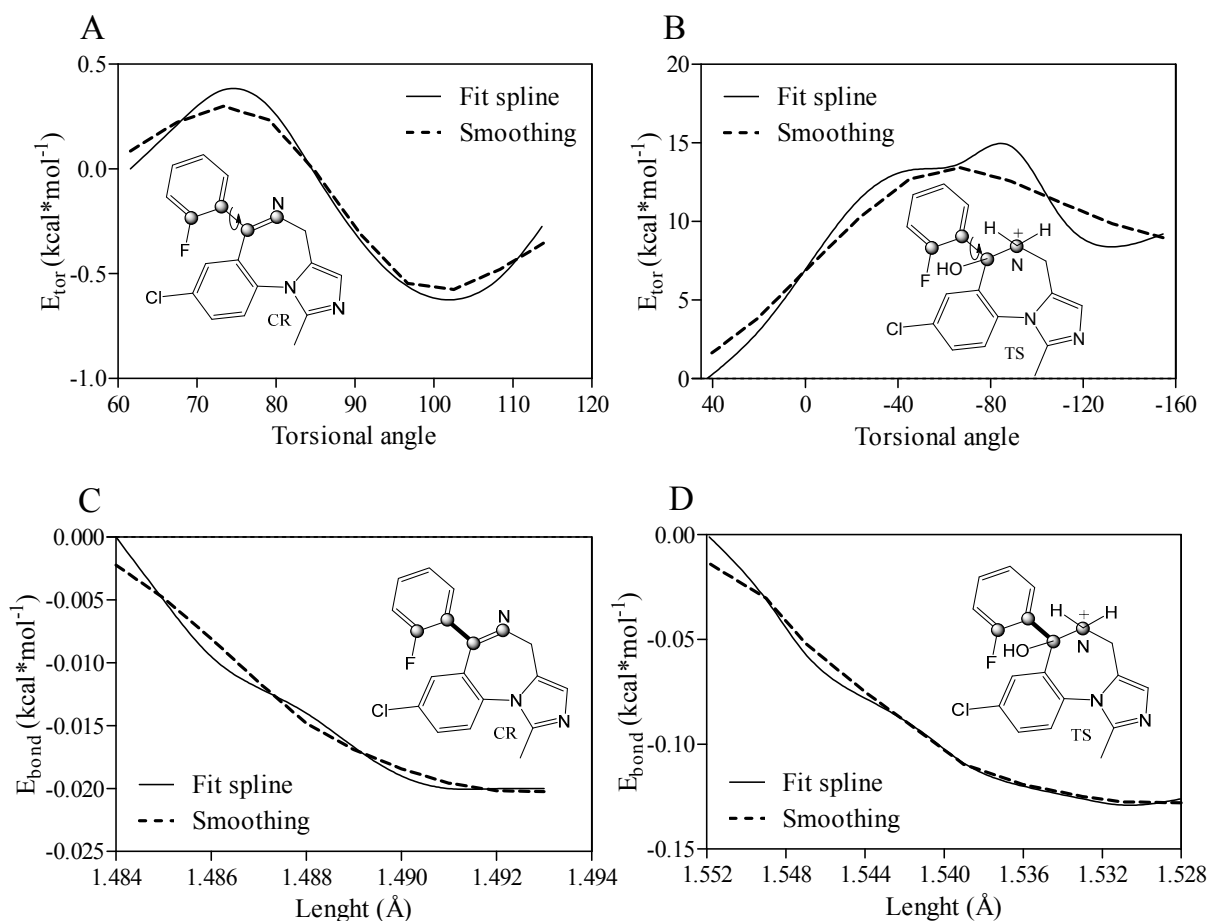 A
E_tor (kcal*mol⁻¹)
0.5
0.0
-0.5
-1.0
60 70 80 90 100 110 120
Torsional angle
Fit spline
Smoothing
N
F
Cl
N
N
CR
B
E_tor (kcal*mol⁻¹)
20
15
10
5
0
40 0 -40 -80 -120 -160
Torsional angle
Fit spline
Smoothing
H + H
HO N
F
Cl
N
N
TS
C
E_bond (kcal*mol⁻¹)
0.000
-0.005
-0.010
-0.015
-0.020
-0.025
1.484 1.486 1.488 1.490 1.492 1.494
Lenght (Å)
N
F
Cl
N
N
CR
Fit spline
Smoothing
D
E_bond (kcal*mol⁻¹)
0.00
-0.05
-0.10
-0.15
1.552 1.548 1.544 1.540 1.536 1.532 1.528
Lenght (Å)
H + H
HO N
F
Cl
N
N
TS
Fit spline
Smoothing